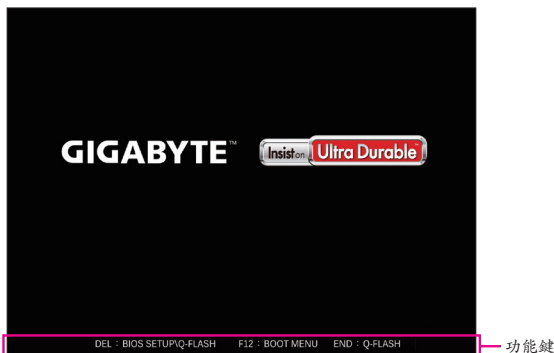 GIGABYTE™ Insist on Ultra Durable™
DEL : BIOS SETUP\Q-FLASH F12 : BOOT MENU END : Q-FLASH
功能鍵